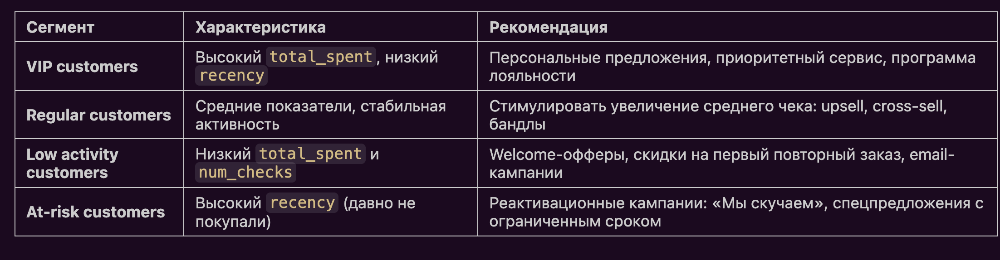 Сегмент
Характеристика
Рекомендация
VIP customers
Высокий total_spent, низкий
recency
Персональные предложения, приоритетный сервис, программа
лояльности
Regular customers
Средние показатели, стабильная
активность
Стимулировать увеличение среднего чека: upsell, cross-sell,
бандлы
Low activity
customers
Низкий total_spent и
num_checks
Welcome-офферы, скидки на первый повторный заказ, email-
кампании
At-risk customers
Высокий recency (давно не
покупали)
Реактивационные кампании: «Мы скучаем», спецпредложения с
ограниченным сроком